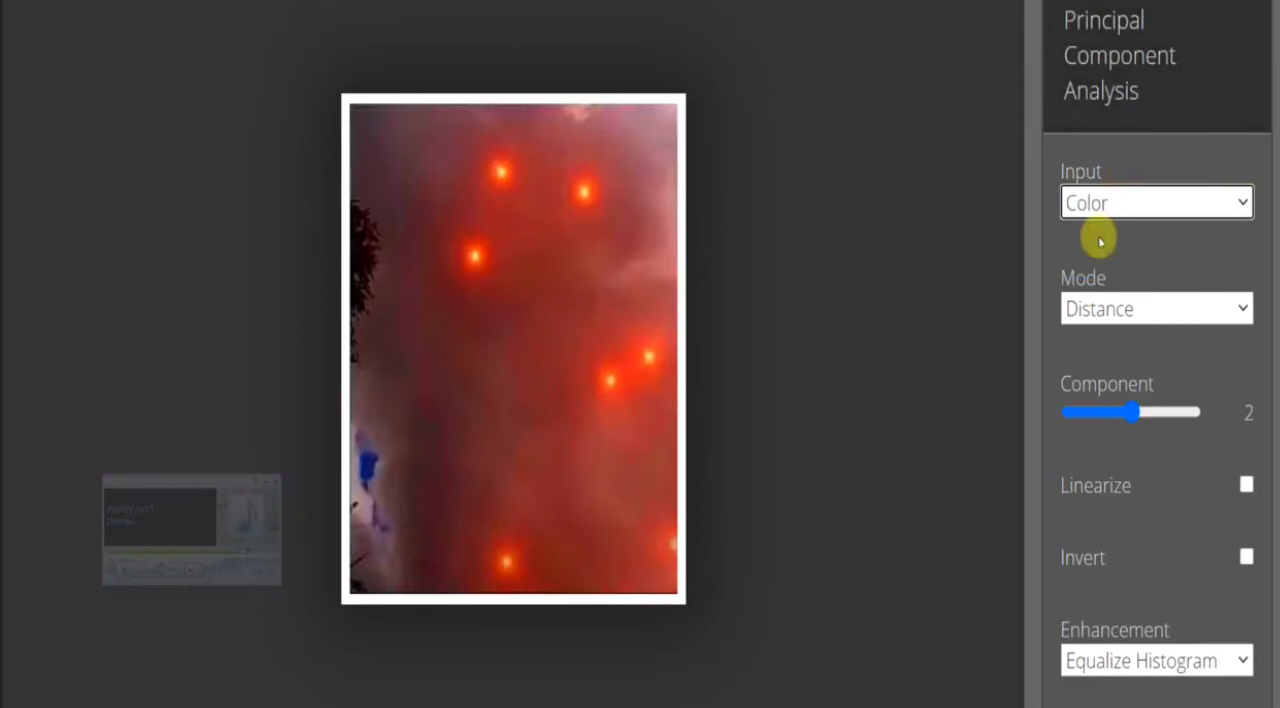 Principal
Component
Analysis
Input
Color
Mode
Distance
Component
2
Linearize
Invert
Enhancement
Equalize Histogram